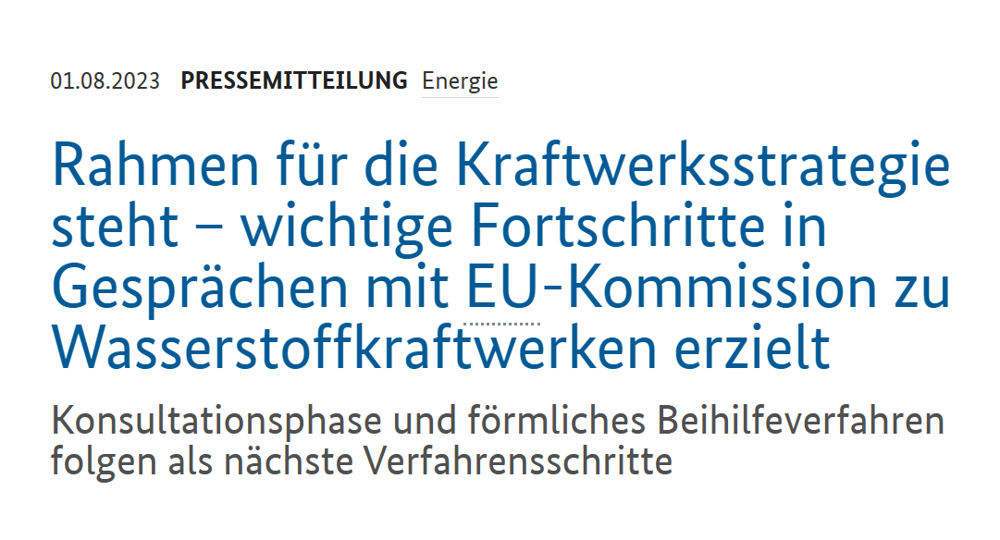 01.08.2023 PRESSEMITTEILUNG Energie
Rahmen für die Kraftwerksstrategie
steht – wichtige Fortschritte in
Gesprächen mit EU-Kommission zu
Wasserstoffkraftwerken erzielt
Konsultationsphase und förmliches Beihilfeverfahren
folgen als nächste Verfahrensschritte